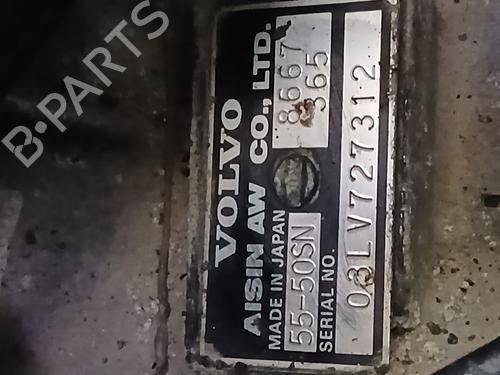 VOLVO
AISIN AW CO., LTD.
MADE IN JAPAN
8667
365
55-50SN
SERIAL NO.
03LV727312
B-PARTS